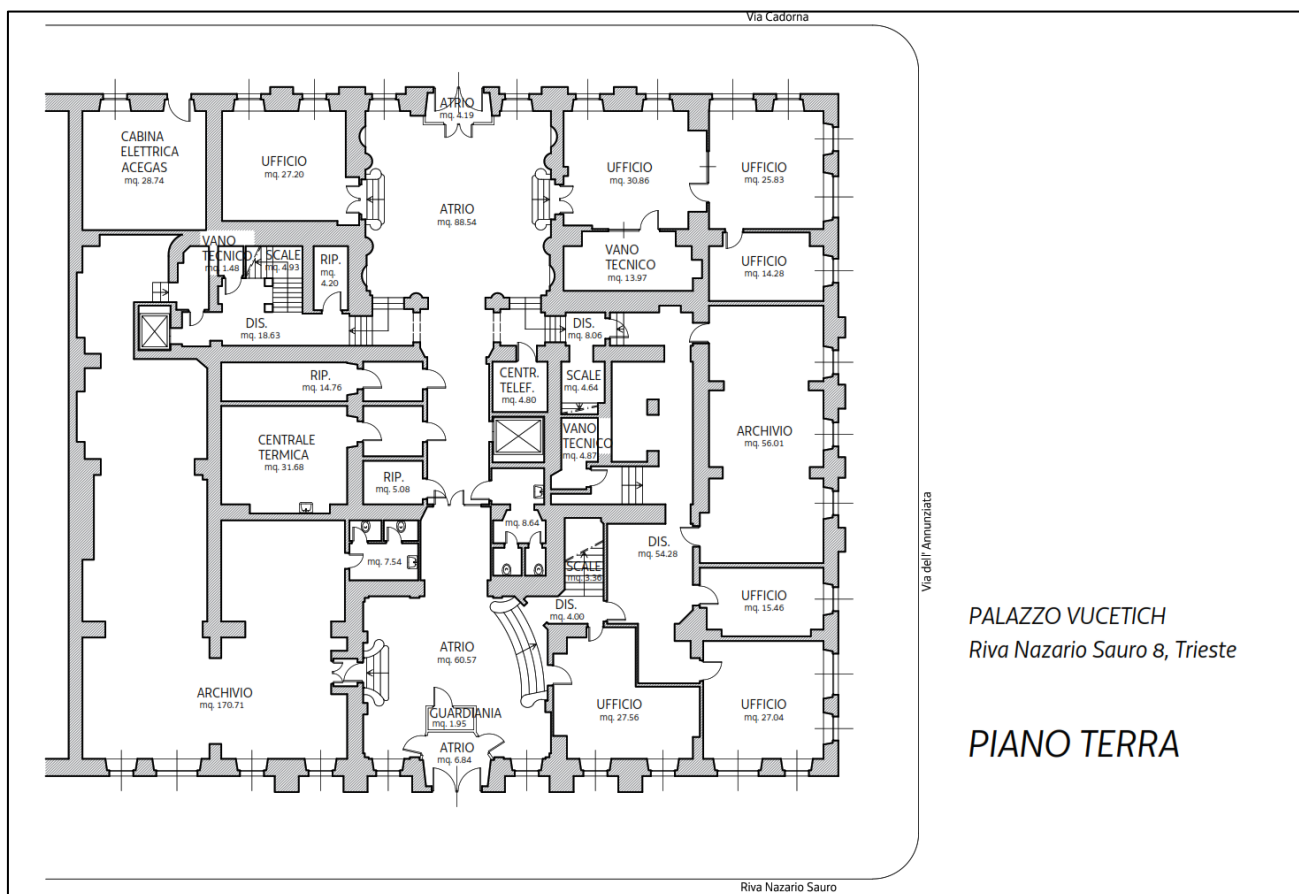 Via Cadorna
ATRIO
mq. 4.19
CABINA
ELETTRICA
ACEGAS
mq. 28.74
UFFICIO
mq. 27.20
ATRIO
mq. 88.54
UFFICIO
mq. 30.86
UFFICIO
mq. 25.83
VANO
TECNICO
mq. 1.48
SCALE
mq. 4.93
RIP.
mq.
4.20
VANO
TECNICO
mq. 13.97
UFFICIO
mq. 14.28
DIS.
mq. 18.63
DIS.
mq. 8.06
RIP.
mq. 14.76
CENTR.
TELEF.
mq. 4.80
SCALE
mq. 4.64
CENTRALE
TERMICA
mq. 31.68
VANO
TECNICO
mq. 4.87
ARCHIVIO
mq. 56.01
RIP.
mq. 5.08
mq. 8.64
mq. 7.54
SCALE
mq. 3.36
DIS.
mq. 54.28
Via dell' Annunziata
UFFICIO
mq. 15.46
DIS.
mq. 4.00
ATRIO
mq. 60.57
ARCHIVIO
mq. 170.71
GUARDIANIA
mq. 1.95
UFFICIO
mq. 27.56
UFFICIO
mq. 27.04
ATRIO
mq. 6.84
PALAZZO VUCETICH
Riva Nazario Sauro 8, Trieste
PIANO TERRA
Riva Nazario Sauro